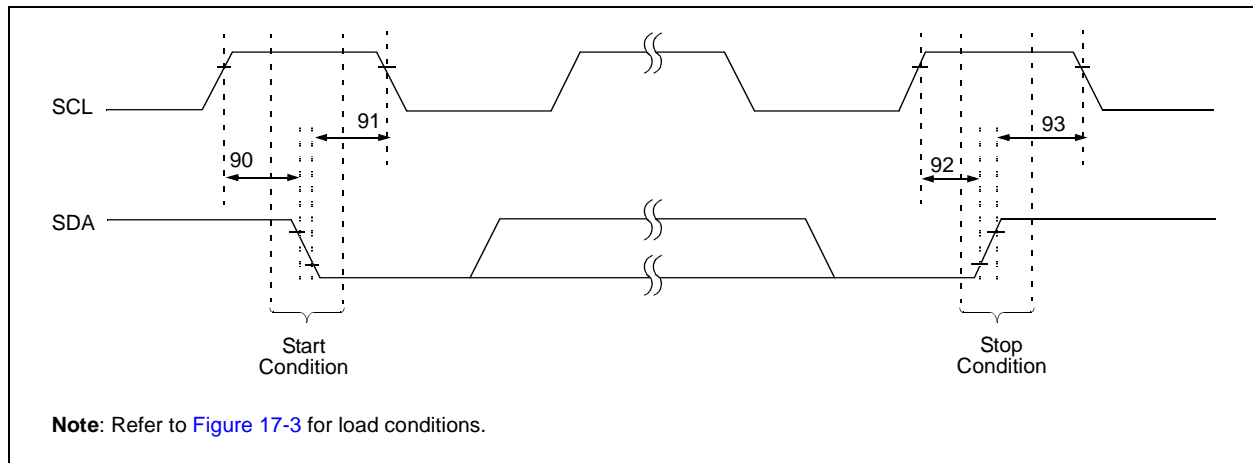 SCL
91
93
90
92
SDA
Start
Condition
Stop
Condition
Note: Refer to Figure 17-3 for load conditions.